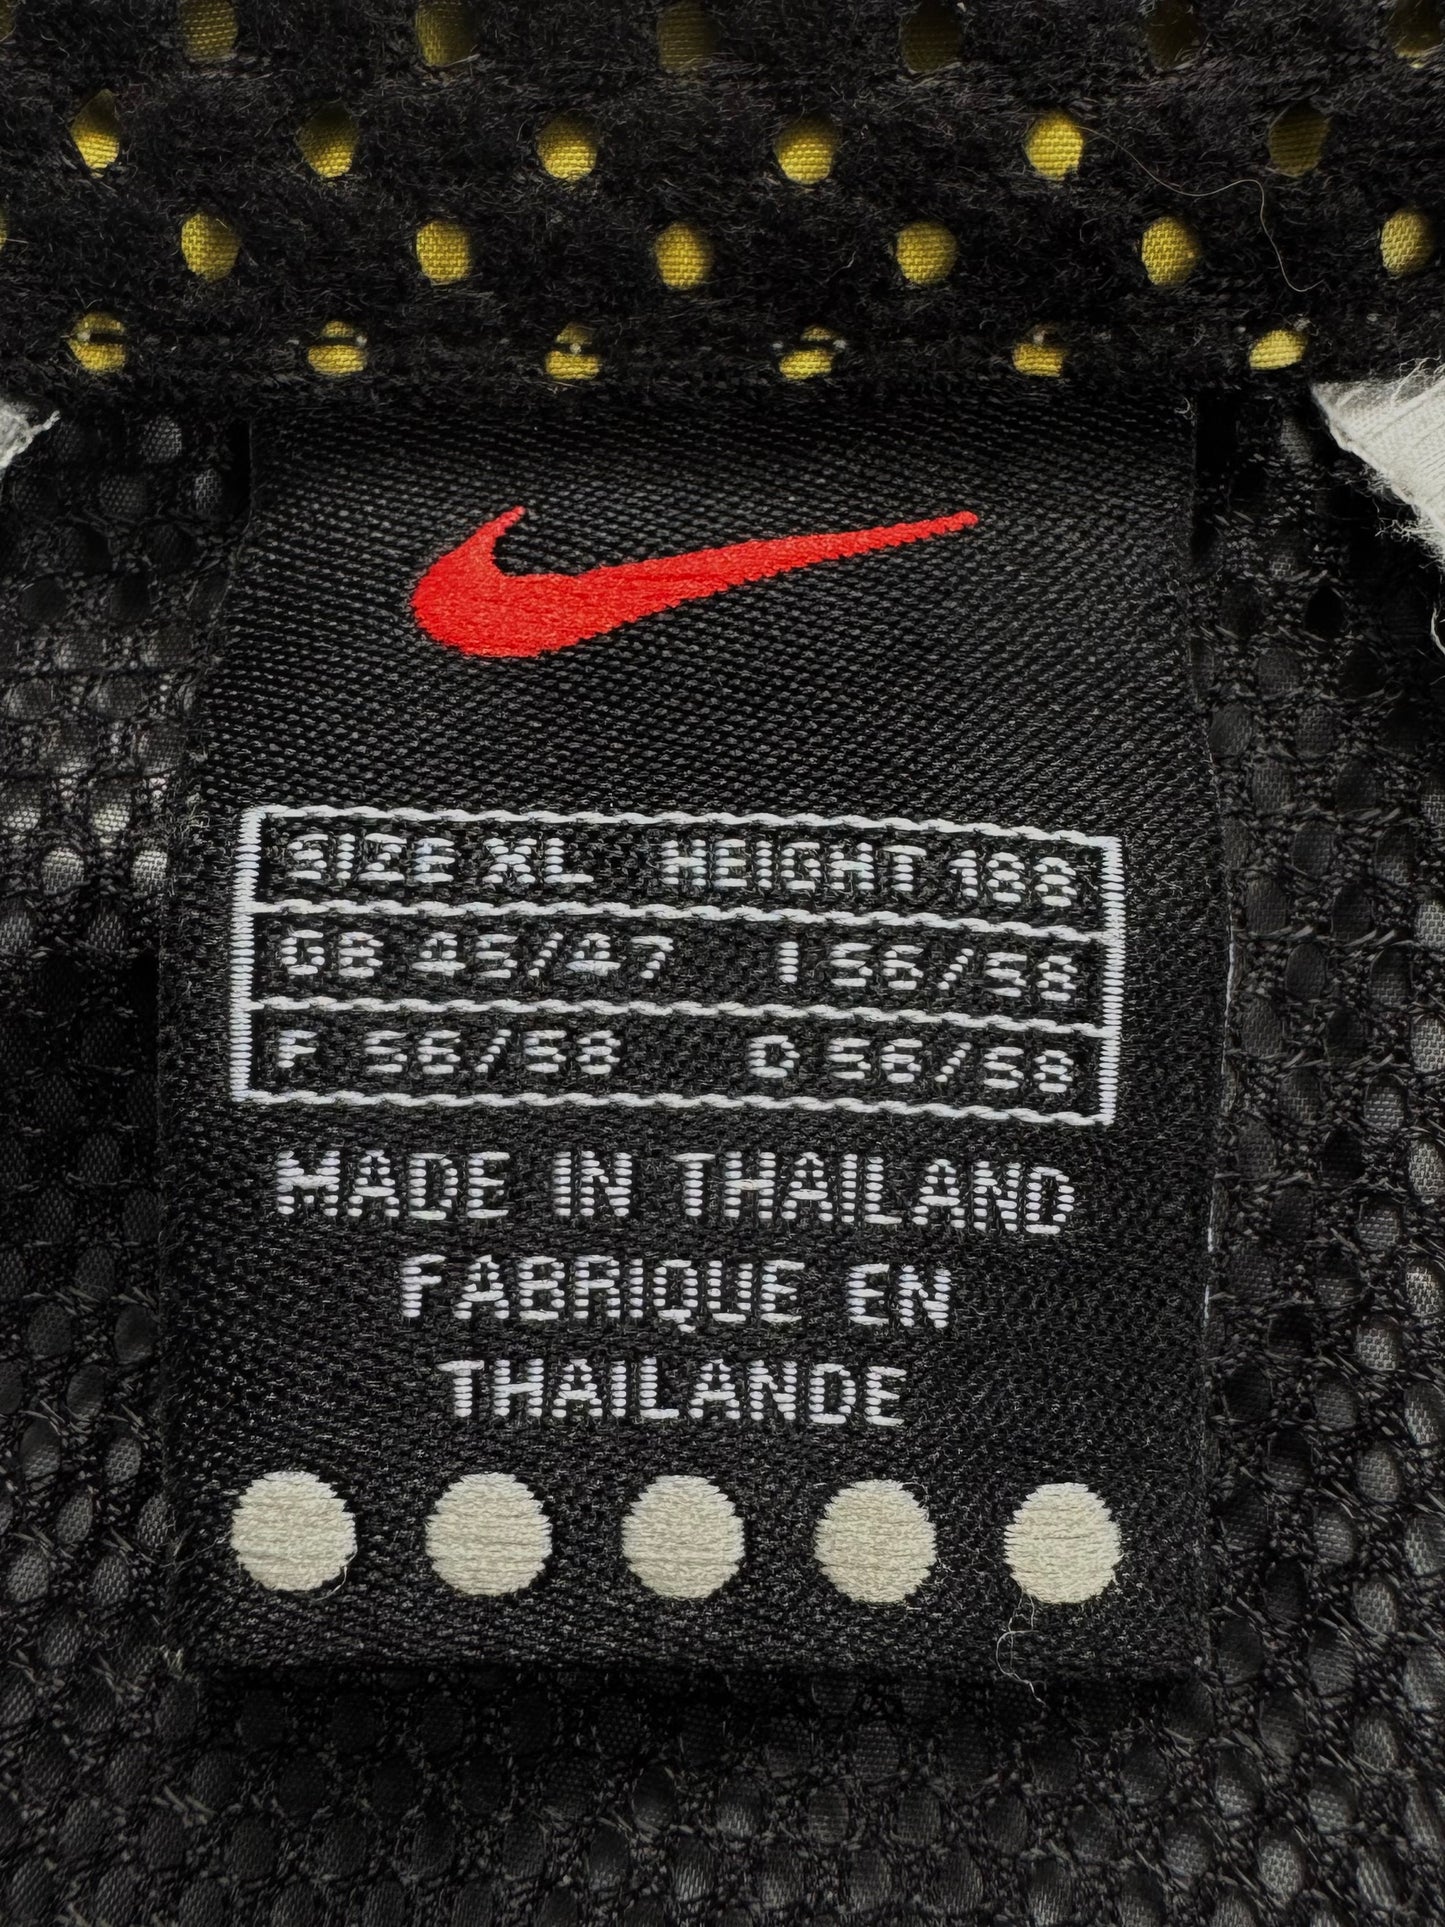 SIZE XL HEIGHT 188
GB 45/47 I 56/58
F 56/58 D 56/58
MADE IN THAILAND
FABRIQUE EN
THAILANDE